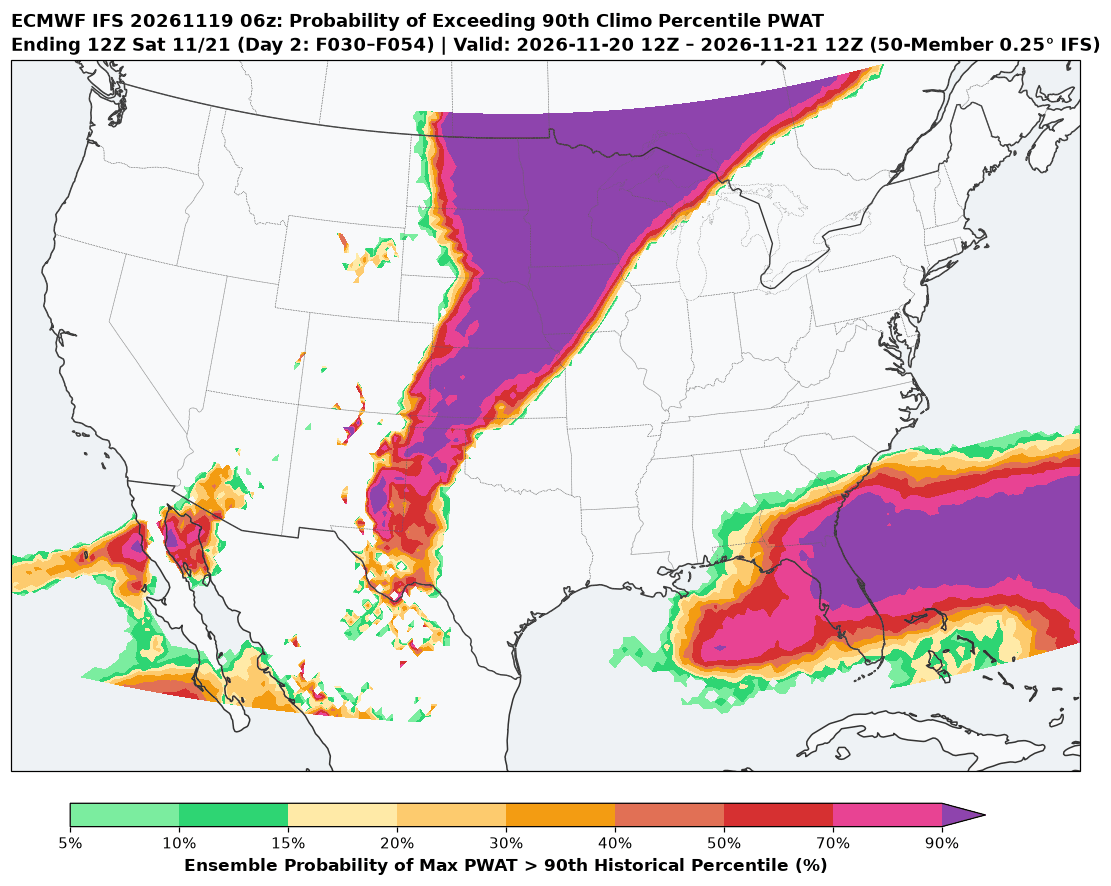 ECMWF IFS 20261119 06z: Probability of Exceeding 90th Climo Percentile PWAT
Ending 12Z Sat 11/21 (Day 2: F030–F054) | Valid: 2026-11-20 12Z – 2026-11-21 12Z (50-Member 0.25° IFS)
5% 10% 15% 20% 30% 40% 50% 70% 90%
Ensemble Probability of Max PWAT > 90th Historical Percentile (%)